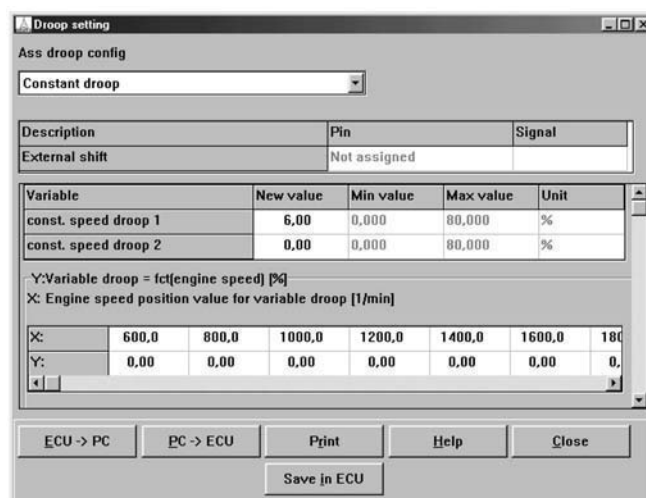 Droop setting
Ass droop config
Constant droop
Description Pin Signal
External shift Not assigned
Variable New value Min value Max value Unit
const. speed droop 1 6,00 0,000 80,000 %
const. speed droop 2 0,00 0,000 80,000 %
Y:Variable droop = fct[engine speed] [%]
X: Engine speed position value for variable droop [1/min]
X: 600,0 800,0 1000,0 1200,0 1400,0 1600,0 180
Y: 0,00 0,00 0,00 0,00 0,00 0,00 0,
ECU -> PC PC -> ECU Print Help Close
Save in ECU